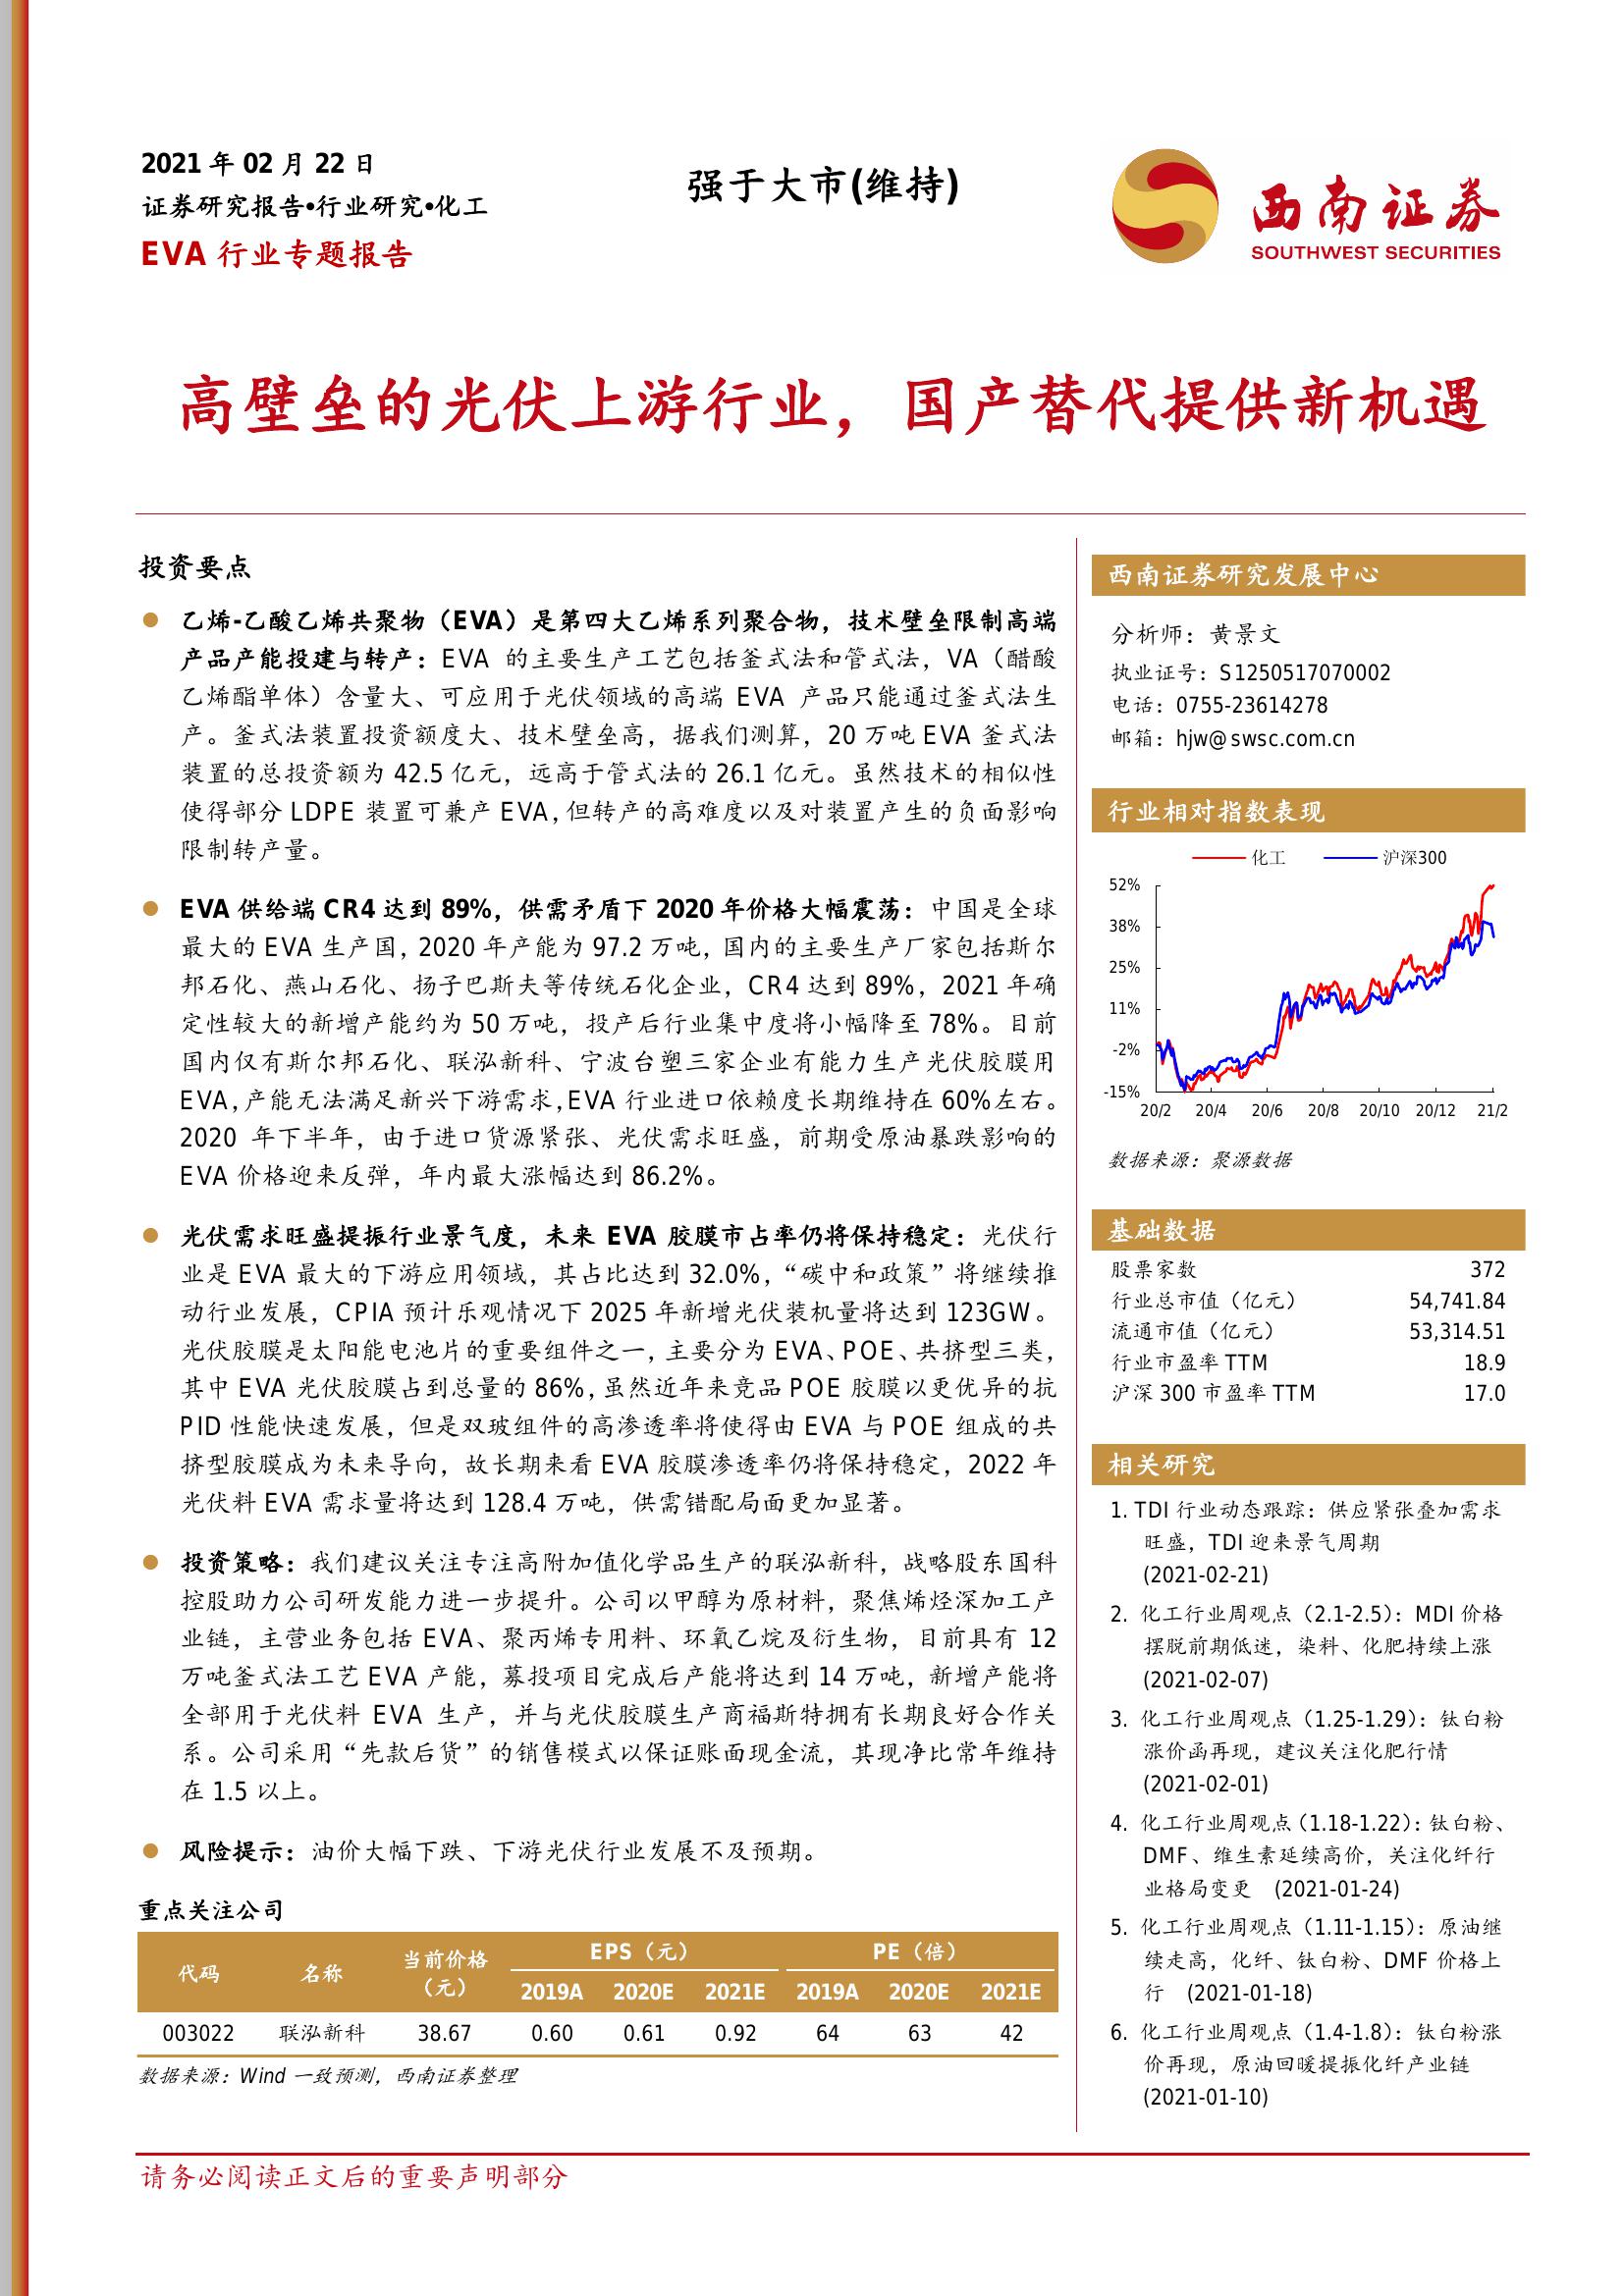 2021 年 02 月 22 日
证券研究报告•行业研究•化工
EVA 行业专题报告
强于大市(维持)
西南证券
SOUTHWEST SECURITIES
高壁垒的光伏上游行业，国产替代提供新机遇
投资要点
乙烯-乙酸乙烯共聚物（EVA）是第四大乙烯系列聚合物，技术壁垒限制高端
产品产能投建与转产：EVA 的主要生产工艺包括釜式法和管式法，VA（醋酸
乙烯酯单体）含量大、可应用于光伏领域的高端 EVA 产品只能通过釜式法生
产。釜式法装置投资额度大、技术壁垒高，据我们测算，20 万吨 EVA 釜式法
装置的总投资额为 42.5 亿元，远高于管式法的 26.1 亿元。虽然技术的相似性
使得部分 LDPE 装置可兼产 EVA，但转产的高难度以及对装置产生的负面影响
限制转产量。
EVA 供给端 CR4 达到 89%，供需矛盾下 2020 年价格大幅震荡：中国是全球
最大的 EVA 生产国，2020 年产能为 97.2 万吨，国内的主要生产厂家包括斯尔
邦石化、燕山石化、扬子巴斯夫等传统石化企业，CR4 达到 89%，2021 年确
定性较大的新增产能约为 50 万吨，投产后行业集中度将小幅降至 78%。目前
国内仅有斯尔邦石化、联泓新科、宁波台塑三家企业有能力生产光伏胶膜用
EVA，产能无法满足新兴下游需求，EVA 行业进口依赖度长期维持在 60%左右。
2020 年下半年，由于进口货源紧张、光伏需求旺盛，前期受原油暴跌影响的
EVA 价格迎来反弹，年内最大涨幅达到 86.2%。
光伏需求旺盛提振行业景气度，未来 EVA 胶膜市占率仍将保持稳定：光伏行
业是 EVA 最大的下游应用领域，其占比达到 32.0%，“碳中和政策”将继续推
动行业发展，CPIA 预计乐观情况下 2025 年新增光伏装机量将达到 123GW。
光伏胶膜是太阳能电池片的重要组件之一，主要分为 EVA、POE、共挤型三类，
其中 EVA 光伏胶膜占到总量的 86%，虽然近年来竞品 POE 胶膜以更优异的抗
PID 性能快速发展，但是双玻组件的高渗透率将使得由 EVA 与 POE 组成的共
挤型胶膜成为未来导向，故长期来看 EVA 胶膜渗透率仍将保持稳定，2022 年
光伏料 EVA 需求量将达到 128.4 万吨，供需错配局面更加显著。
投资策略：我们建议关注专注高附加值化学品生产的联泓新科，战略股东国科
控股助力公司研发能力进一步提升。公司以甲醇为原材料，聚焦烯烃深加工产
业链，主营业务包括 EVA、聚丙烯专用料、环氧乙烷及衍生物，目前具有 12
万吨釜式法工艺 EVA 产能，募投项目完成后产能将达到 14 万吨，新增产能将
全部用于光伏料 EVA 生产，并与光伏胶膜生产商福斯特拥有长期良好合作关
系。公司采用“先款后货”的销售模式以保证账面现金流，其现净比常年维持
在 1.5 以上。
风险提示：油价大幅下跌、下游光伏行业发展不及预期。
重点关注公司
代码 名称 当前价格（元） EPS（元） PE（倍）
2019A 2020E 2021E 2019A 2020E 2021E
003022 联泓新科 38.67 0.60 0.61 0.92 64 63 42
数据来源：Wind 一致预测，西南证券整理
西南证券研究发展中心
分析师：黄景文
执业证号：S1250517070002
电话：0755-23614278
邮箱：hjw@swsc.com.cn
行业相对指数表现
化工 沪深300
52%
38%
25%
11%
-2%
-15%
20/2 20/4 20/6 20/8 20/10 20/12 21/2
数据来源：聚源数据
基础数据
股票家数 372
行业总市值（亿元） 54,741.84
流通市值（亿元） 53,314.51
行业市盈率 TTM 18.9
沪深 300 市盈率 TTM 17.0
相关研究
1. TDI 行业动态跟踪：供应紧张叠加需求
旺盛，TDI 迎来景气周期
(2021-02-21)
2. 化工行业周观点（2.1-2.5）：MDI 价格
摆脱前期低迷，染料、化肥持续上涨
(2021-02-07)
3. 化工行业周观点（1.25-1.29）：钛白粉
涨价函再现，建议关注化肥行情
(2021-02-01)
4. 化工行业周观点（1.18-1.22）：钛白粉、
DMF、维生素延续高价，关注化纤行
业格局变更 (2021-01-24)
5. 化工行业周观点（1.11-1.15）：原油继
续走高，化纤、钛白粉、DMF 价格上
行 (2021-01-18)
6. 化工行业周观点（1.4-1.8）：钛白粉涨
价再现，原油回暖提振化纤产业链
(2021-01-10)
请务必阅读正文后的重要声明部分